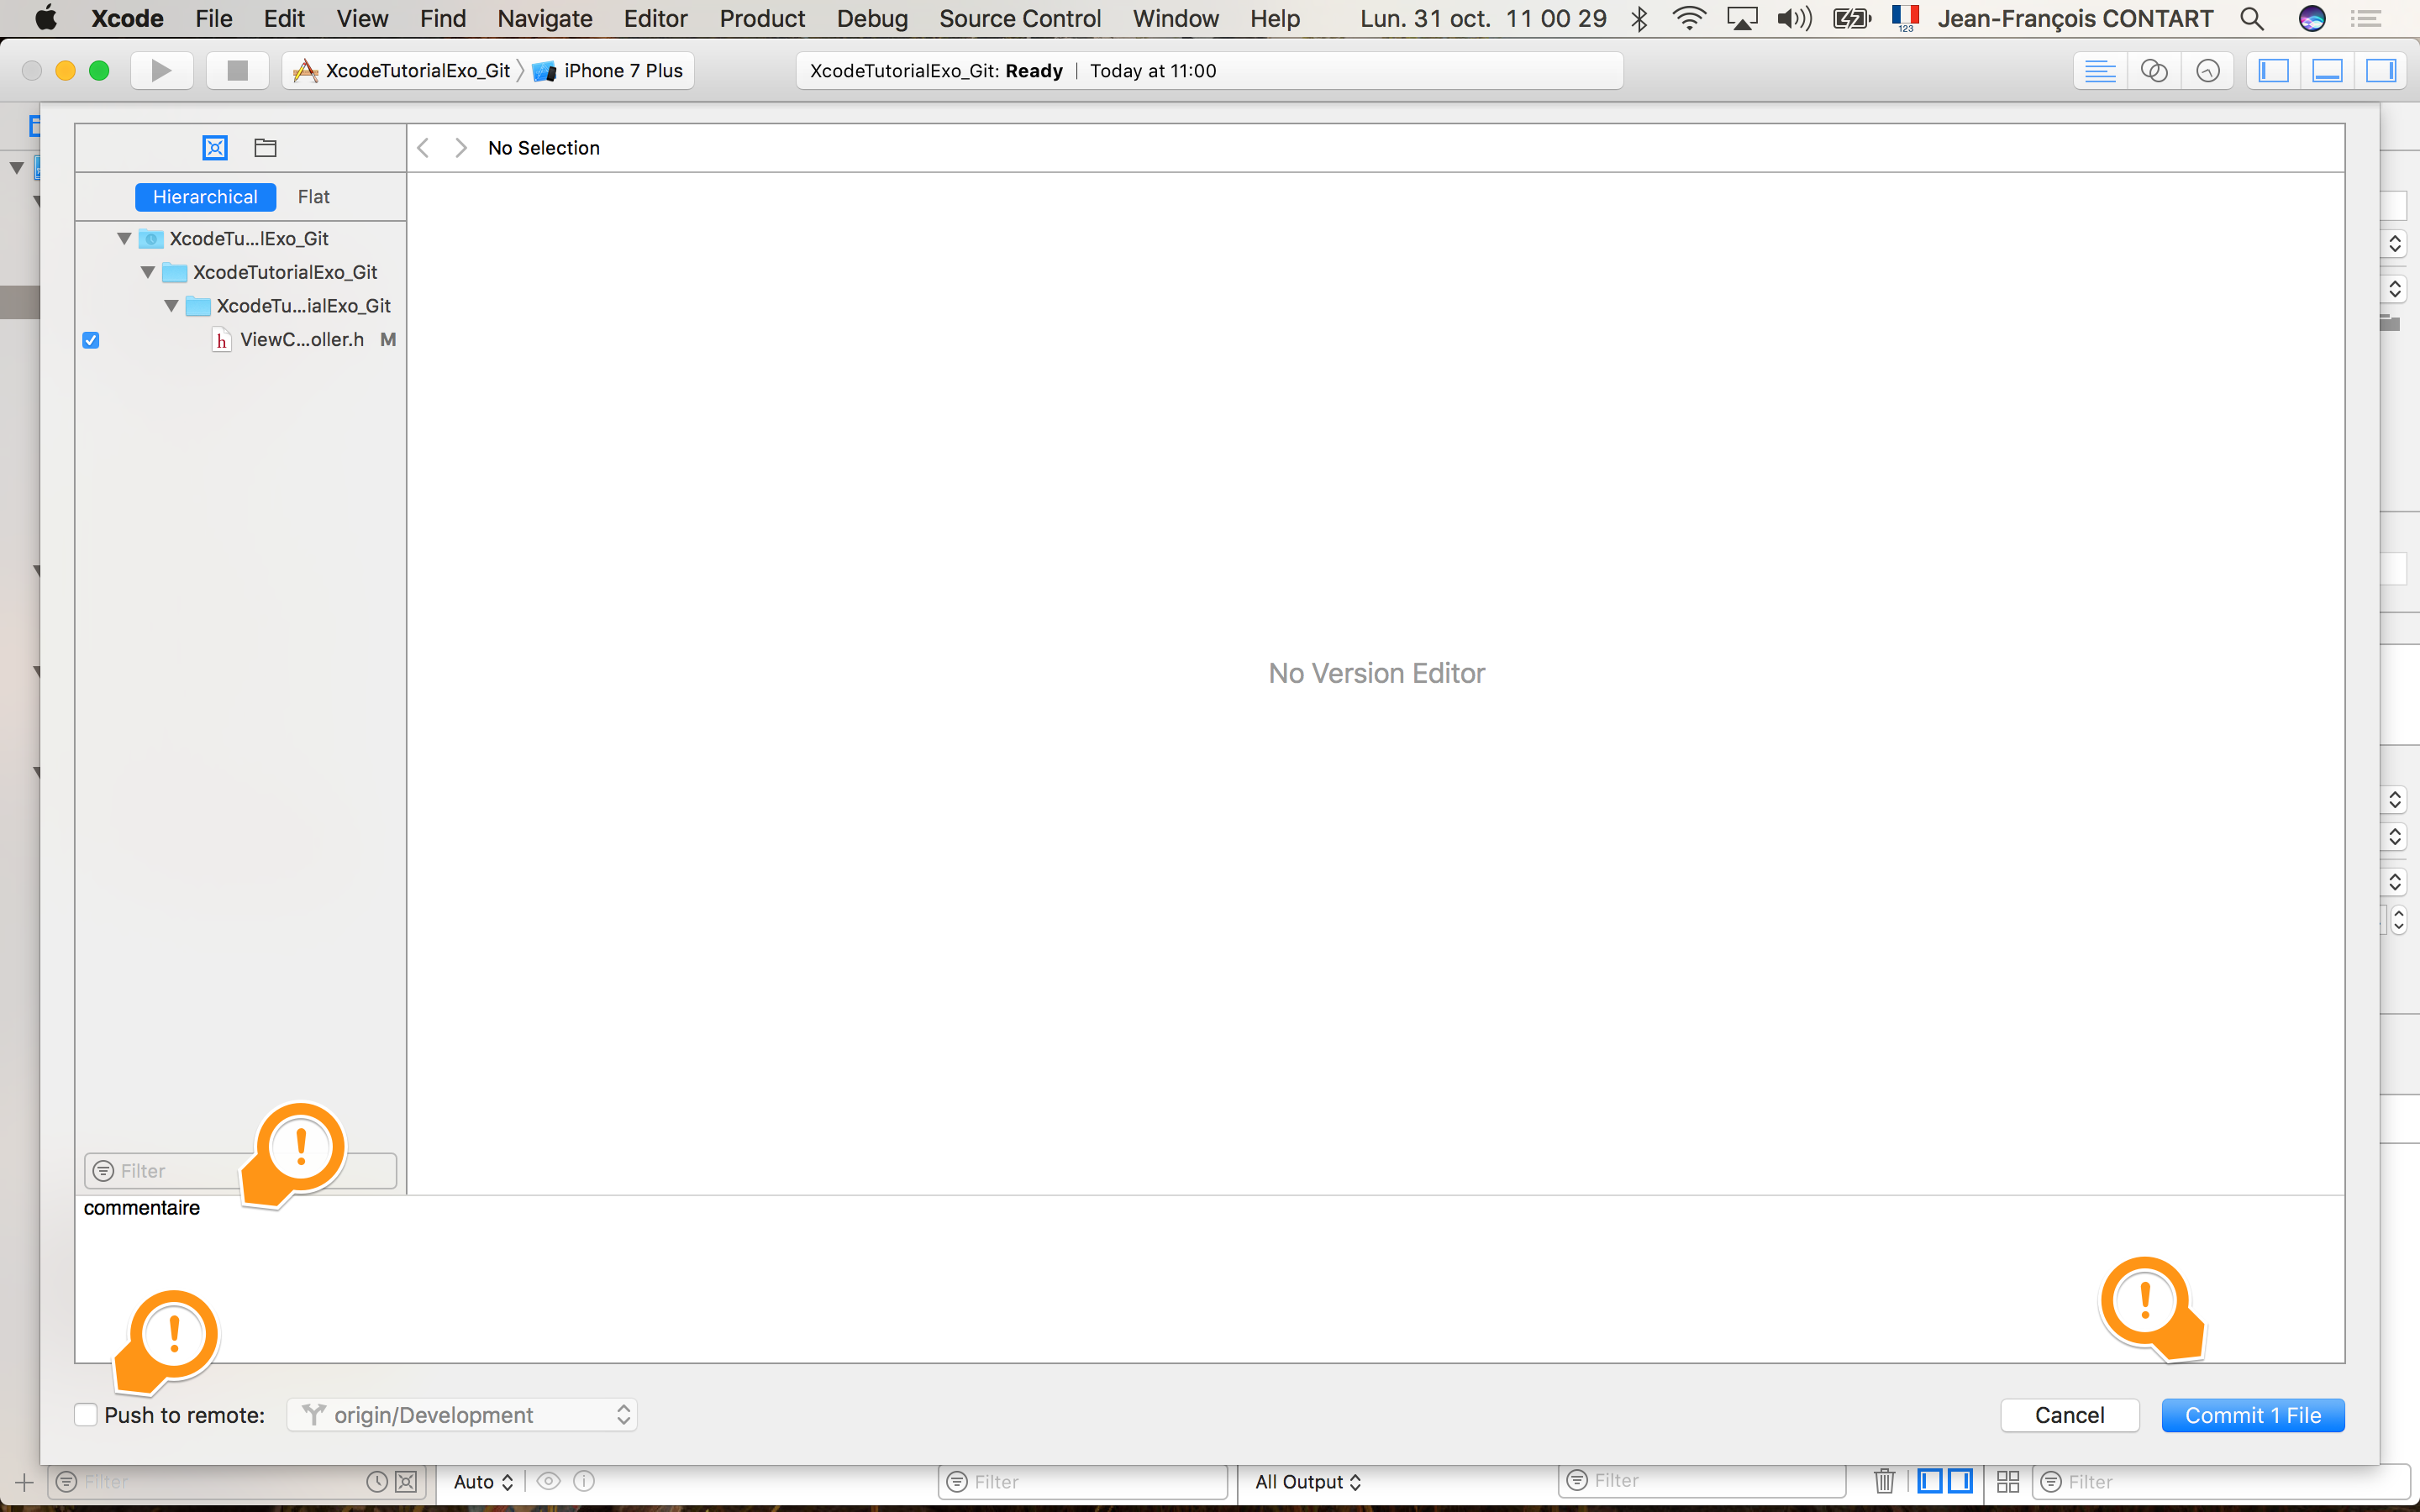 Xcode File Edit View Find Navigate Editor Product Debug Source Control Window Help Lun. 31 oct. 11 00 29 123 Jean-François CONTART
XcodeTutorialExo_Git iPhone 7 Plus XcodeTutorialExo_Git: Ready | Today at 11:00
No Selection
Hierarchical Flat
XcodeTu...lExo_Git
XcodeTutorialExo_Git
XcodeTu...ialExo_Git
h ViewC...oller.h M
No Version Editor
!
Filter
commentaire
!
!
Push to remote: origin/Development Cancel Commit 1 File
Filter Auto Filter All Output Filter Filter